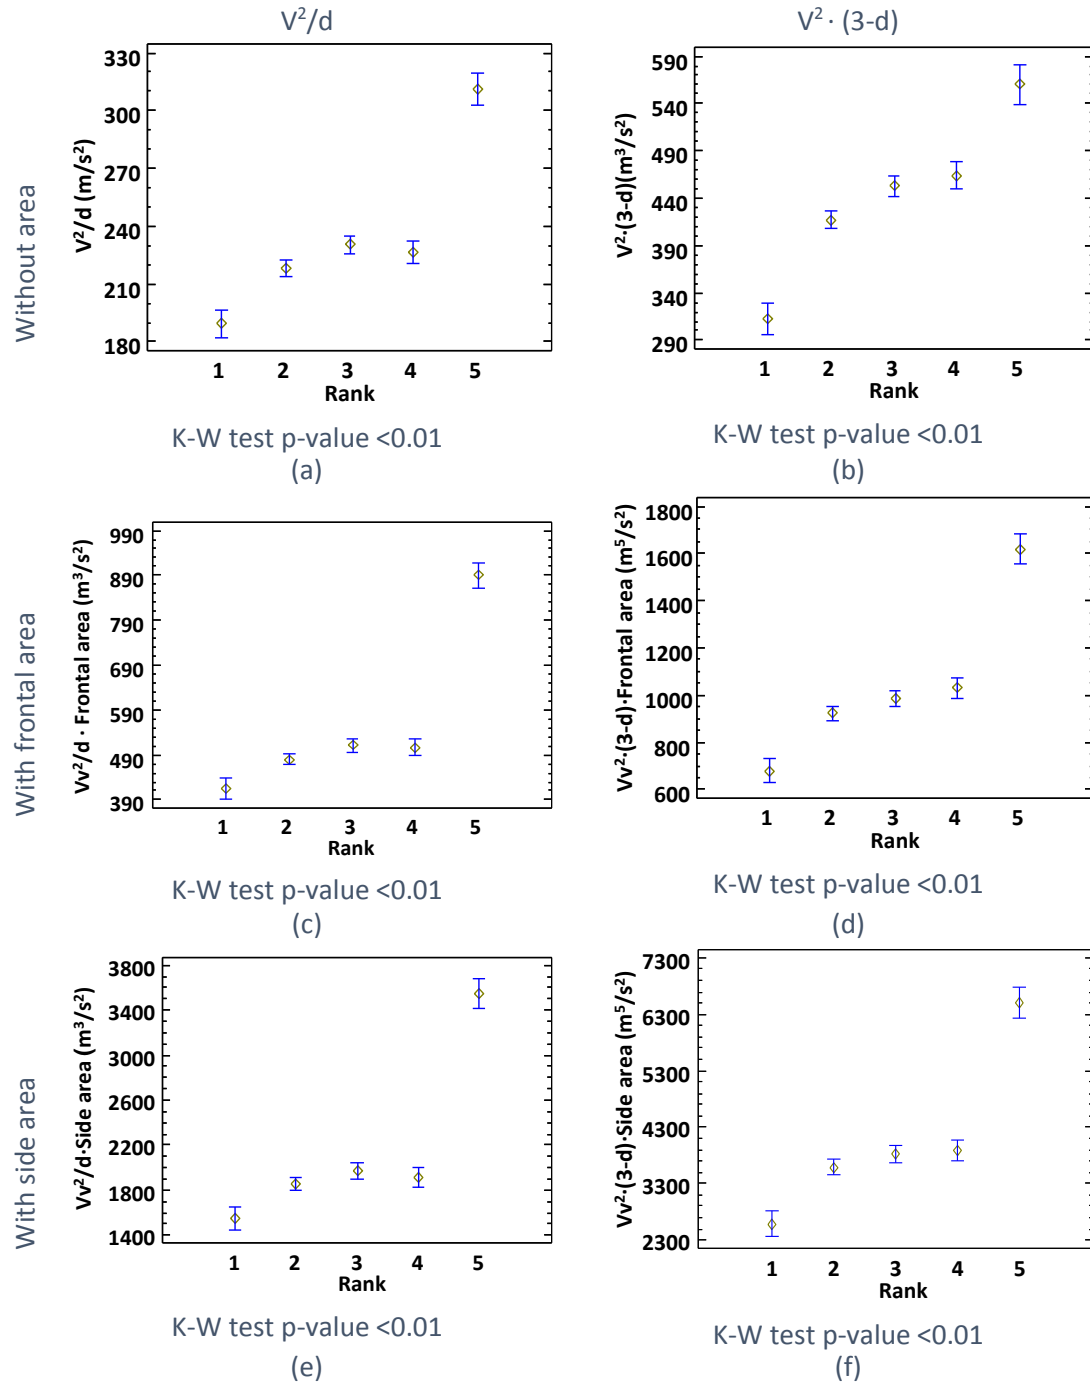 V²/d
V² · (3-d)
Without area
V²/d (m/s²)
330
300
270
240
210
180
1 2 3 4 5
Rank
K-W test p-value <0.01
(a)
V²·(3-d)(m³/s²)
590
540
490
440
390
340
290
1 2 3 4 5
Rank
K-W test p-value <0.01
(b)
With frontal area
Vv²/d · Frontal area (m³/s²)
990
890
790
690
590
490
390
1 2 3 4 5
Rank
K-W test p-value <0.01
(c)
Vv²·(3-d)·Frontal area (m⁵/s²)
1800
1600
1400
1200
1000
800
600
1 2 3 4 5
Rank
K-W test p-value <0.01
(d)
With side area
Vv²/d·Side area (m³/s²)
3800
3400
3000
2600
2200
1800
1400
1 2 3 4 5
Rank
K-W test p-value <0.01
(e)
Vv²·(3-d)·Side area (m⁵/s²)
7300
6300
5300
4300
3300
2300
1 2 3 4 5
Rank
K-W test p-value <0.01
(f)